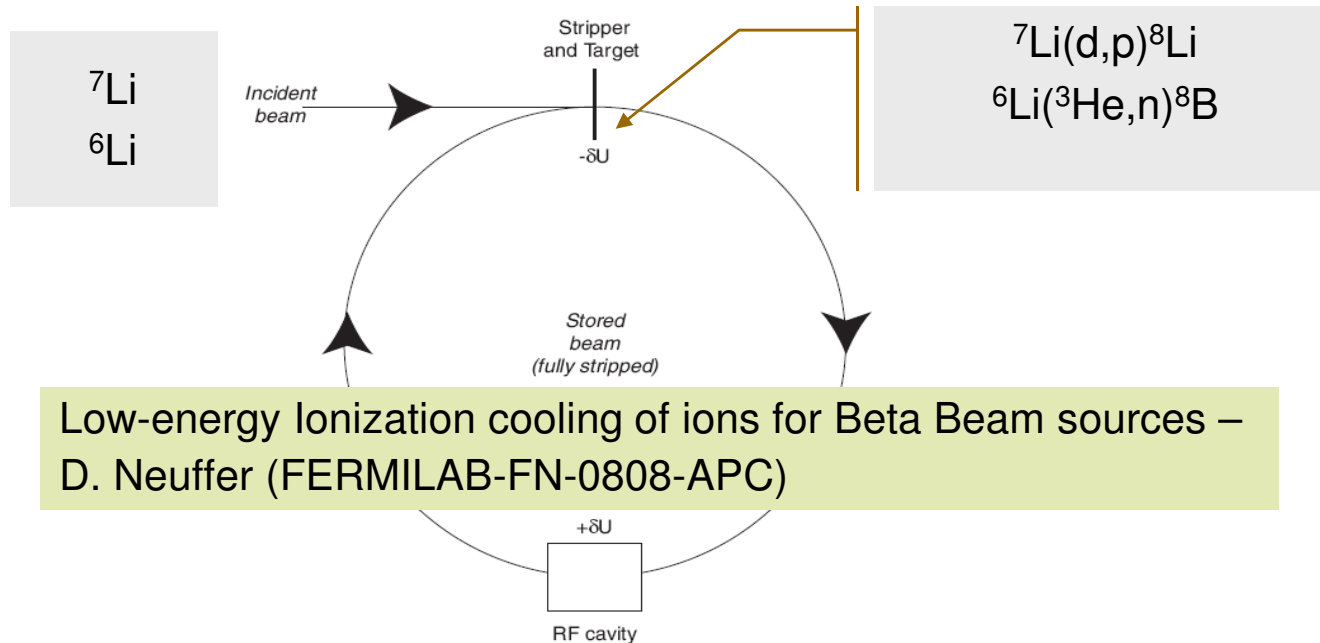 ⁷Li
⁶Li
Incident
beam
Stripper
and Target
-δU
⁷Li(d,p)⁸Li
⁶Li(³He,n)⁸B
Stored
beam
(fully stripped)
Low-energy Ionization cooling of ions for Beta Beam sources –
D. Neuffer (FERMILAB-FN-0808-APC)
+δU
RF cavity